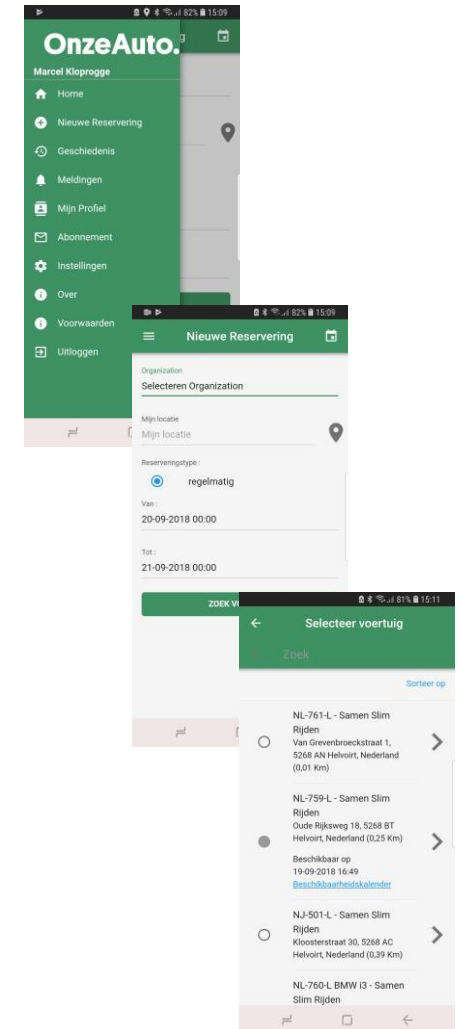 82% 15:09
OnzeAuto.
Marcel Kloprogge
Home
Nieuwe Reservering
Geschiedenis
Meldingen
Mijn Profiel
Abonnement
Instellingen
Over
Voorwaarden
Uitloggen
82% 15:09
Nieuwe Reservering
Organization
Selecteren Organization
Mijn locatie
Mijn locatie
Reserveringstype :
regelmatig
Van :
20-09-2018 00:00
Tot :
21-09-2018 00:00
ZOEK
81% 15:11
Selecteer voertuig
Zoek
Sorteer op
NL-761-L - Samen Slim
Rijden
Van Grevenbroeckstraat 1,
5268 AN Helvoirt, Nederland
(0,01 Km)
NL-759-L - Samen Slim
Rijden
Oude Rijksweg 18, 5268 BT
Helvoirt, Nederland (0,25 Km)
Beschikbaar op
19-09-2018 16:49
Beschikbaarheidskalender
NJ-501-L - Samen Slim
Rijden
Kloosterstraat 30, 5268 AC
Helvoirt, Nederland (0,39 Km)
NL-760-L BMW i3 - Samen
Slim Rijden